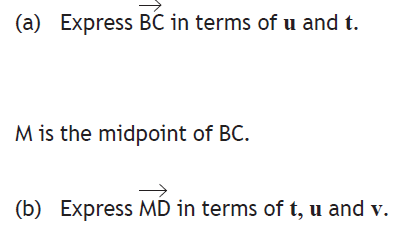 (a) Express BC in terms of u and t.
M is the midpoint of BC.
(b) Express MD in terms of t, u and v.